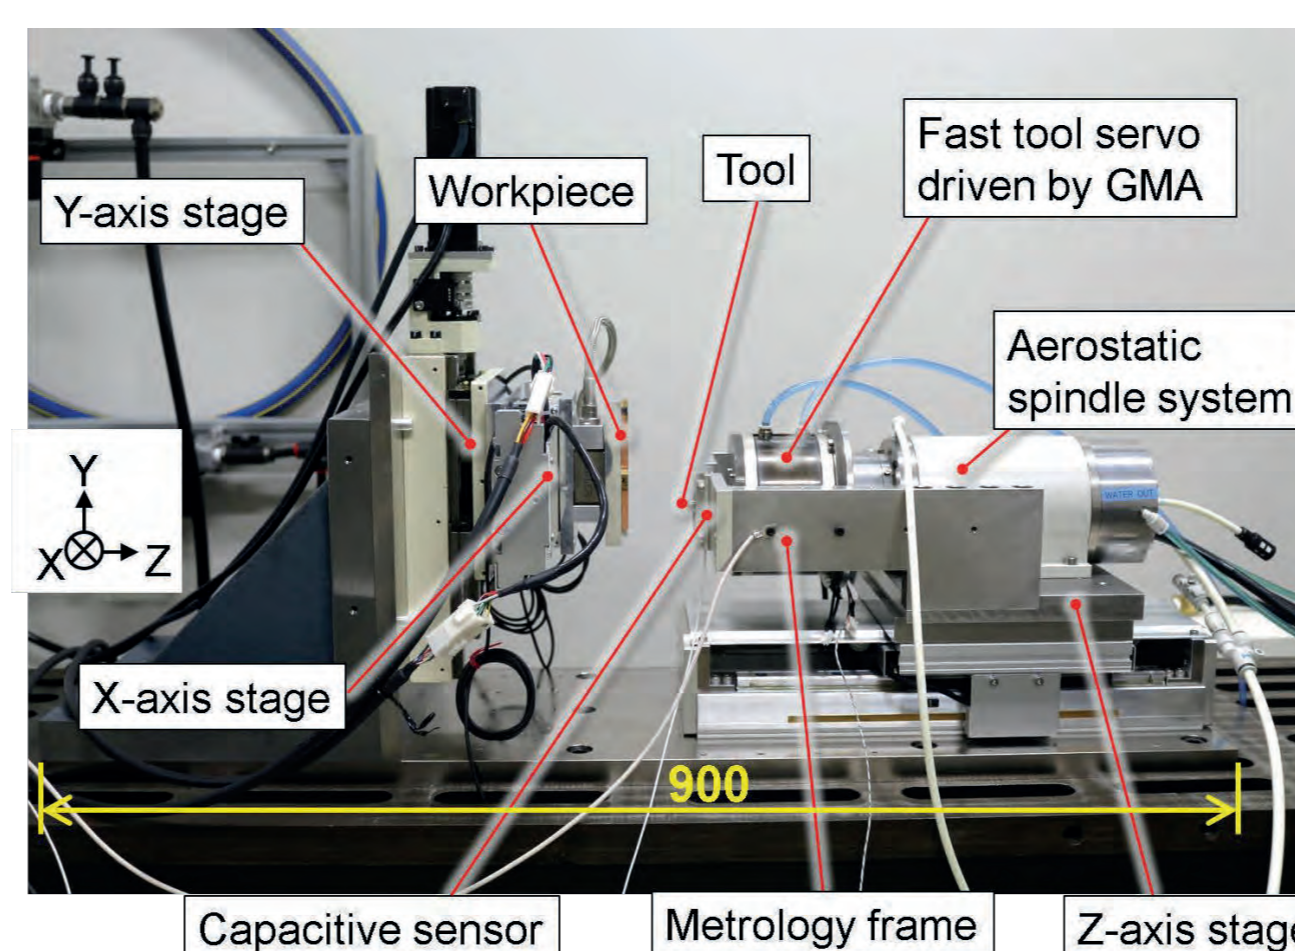 Fast tool servo
driven by GMA
Tool
Workpiece
Y-axis stage
Aerostatic
spindle system
WATER OUT
Y
X
Z
X-axis stage
900
Capacitive sensor
Metrology frame
Z-axis stage